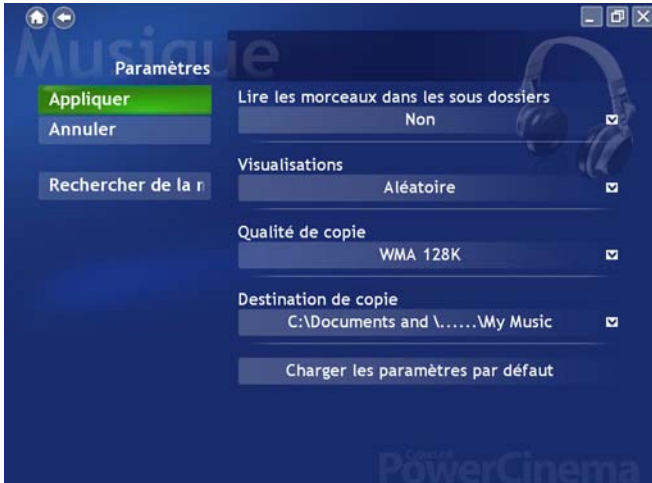 Musique
Paramètres
Appliquer
Annuler
Rechercher de la
Lire les morceaux dans les sous dossiers
Non
Visualisations
Aléatoire
Qualité de copie
WMA 128K
Destination de copie
C:\Documents and \......\My Music
Charger les paramètres par défaut
CyberLink
PowerCinema